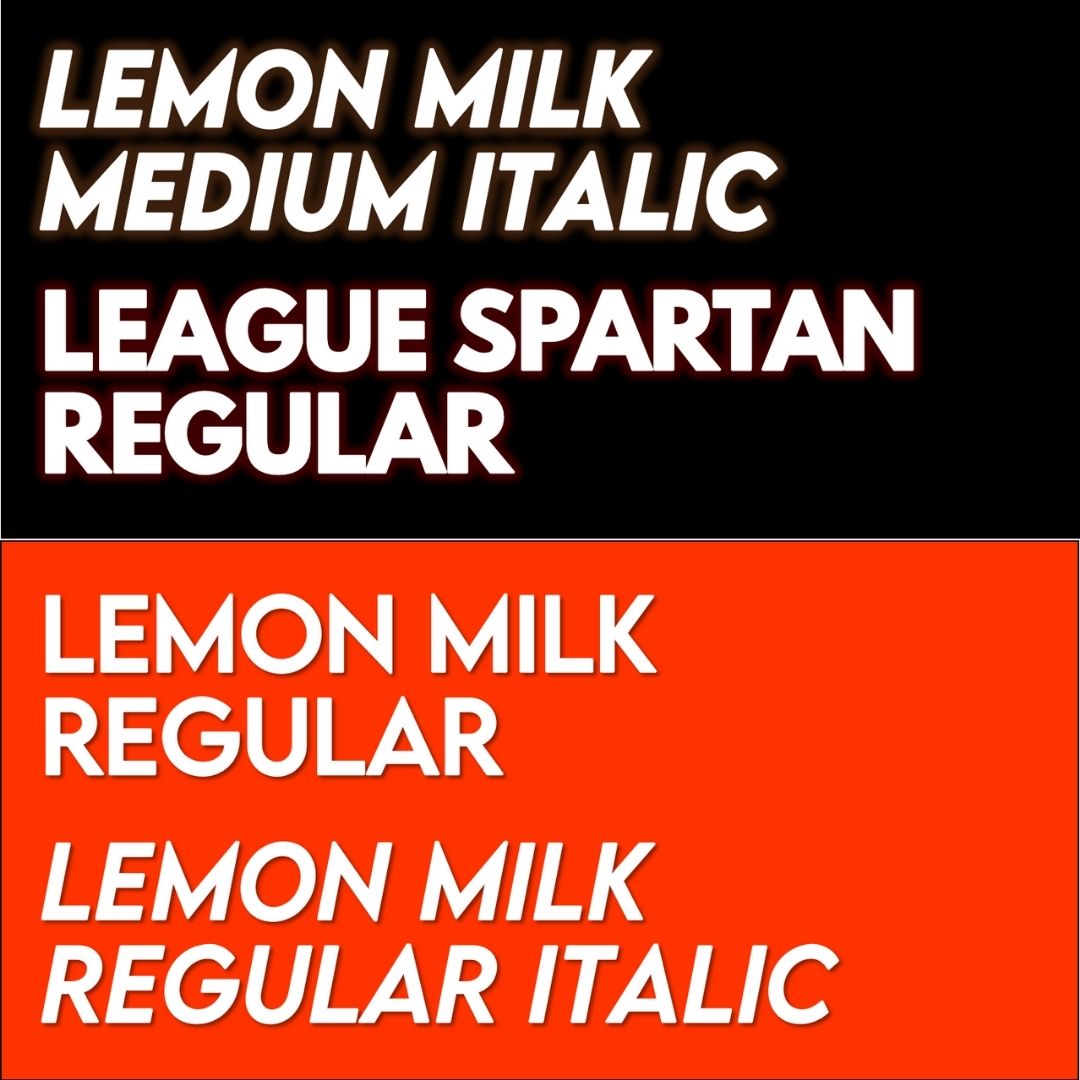 LEMON MILK
MEDIUM ITALIC
LEAGUE SPARTAN
REGULAR
LEMON MILK
REGULAR
LEMON MILK
REGULAR ITALIC